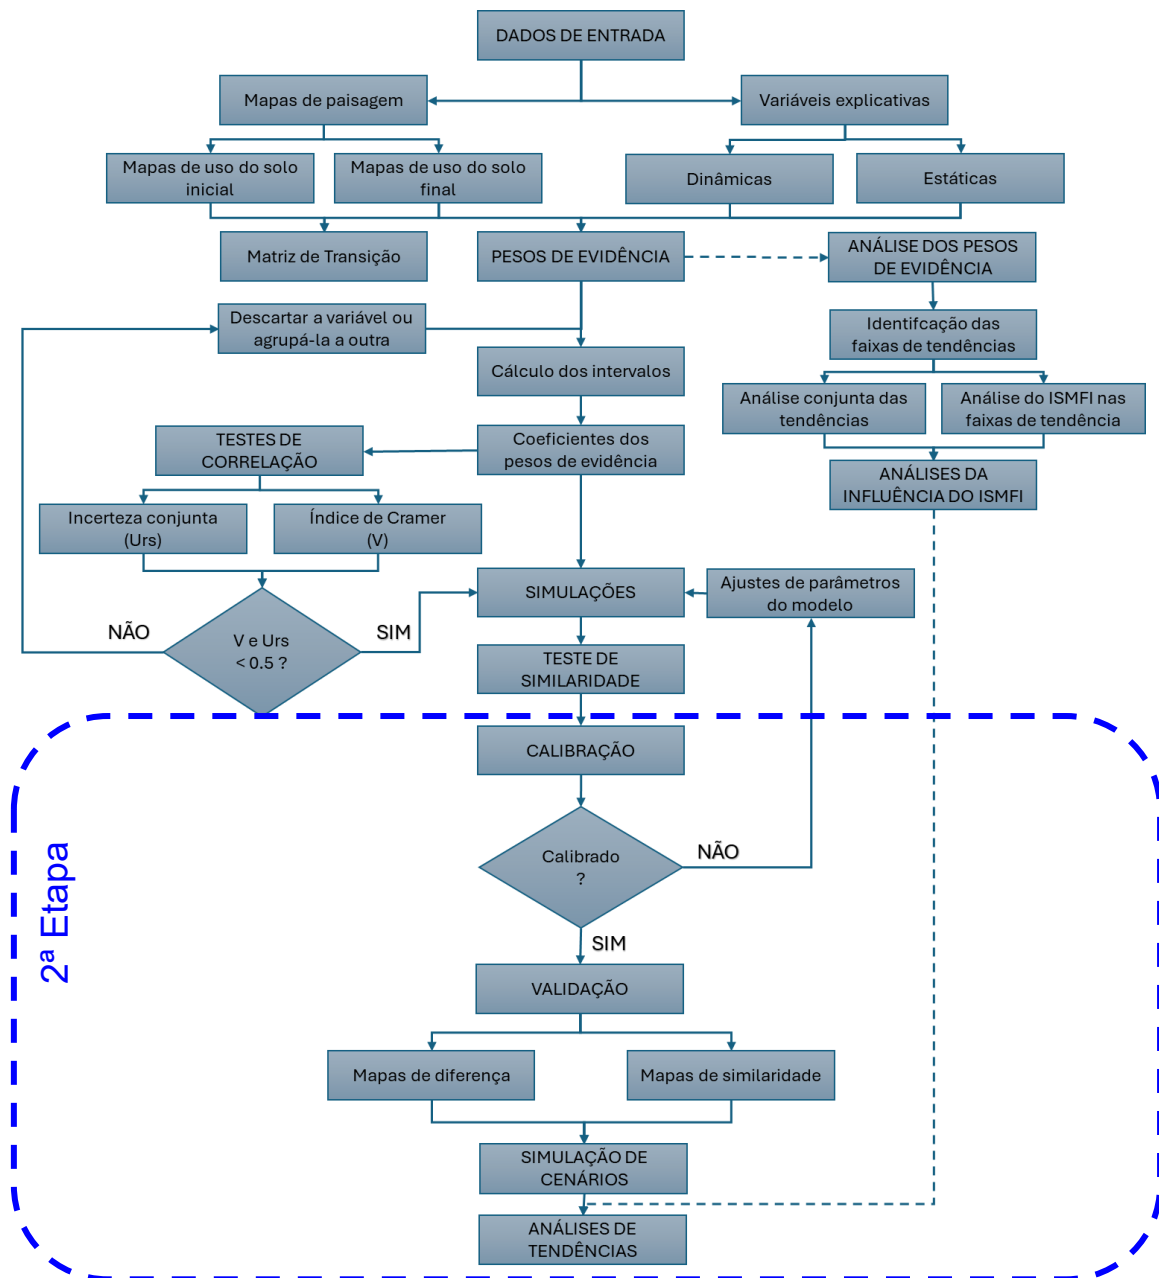 DADOS DE ENTRADA
Mapas de paisagem
Variáveis explicativas
Mapas de uso do solo
inicial
Mapas de uso do solo
final
Dinâmicas
Estáticas
Matriz de Transição
PESOS DE EVIDÊNCIA
ANÁLISE DOS PESOS
DE EVIDÊNCIA
Descartar a variável ou
agrupá-la a outra
Identifcação das
faixas de tendências
Cálculo dos intervalos
Análise conjunta das
tendências
Análise do ISMFI nas
faixas de tendência
TESTES DE
CORRELAÇÃO
Coeficientes dos
pesos de evidência
ANÁLISES DA
INFLUÊNCIA DO ISMFI
Incerteza conjunta
(Urs)
Índice de Cramer
(V)
SIMULAÇÕES
Ajustes de parâmetros
do modelo
NÃO
V e Urs
< 0.5 ?
SIM
TESTE DE
SIMILARIDADE
CALIBRAÇÃO
Calibrado
?
NÃO
2ª Etapa
SIM
VALIDAÇÃO
Mapas de diferença
Mapas de similaridade
SIMULAÇÃO DE
CENÁRIOS
ANÁLISES DE
TENDÊNCIAS